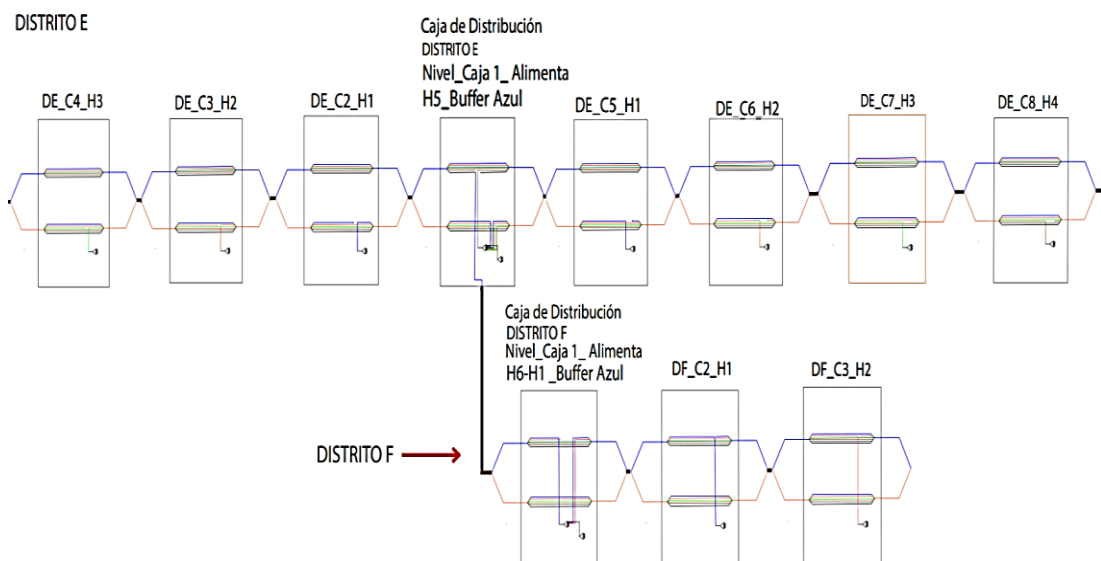 DISTRITO E
Caja de Distribución
DISTRITO E
Nivel_Caja 1_ Alimenta
H5_Buffer Azul
DE_C4_H3
DE_C3_H2
DE_C2_H1
DE_C5_H1
DE_C6_H2
DE_C7_H3
DE_C8_H4
Caja de Distribución
DISTRITO F
Nivel_Caja 1_ Alimenta
H6-H1 _Buffer Azul
DF_C2_H1
DF_C3_H2
DISTRITO F